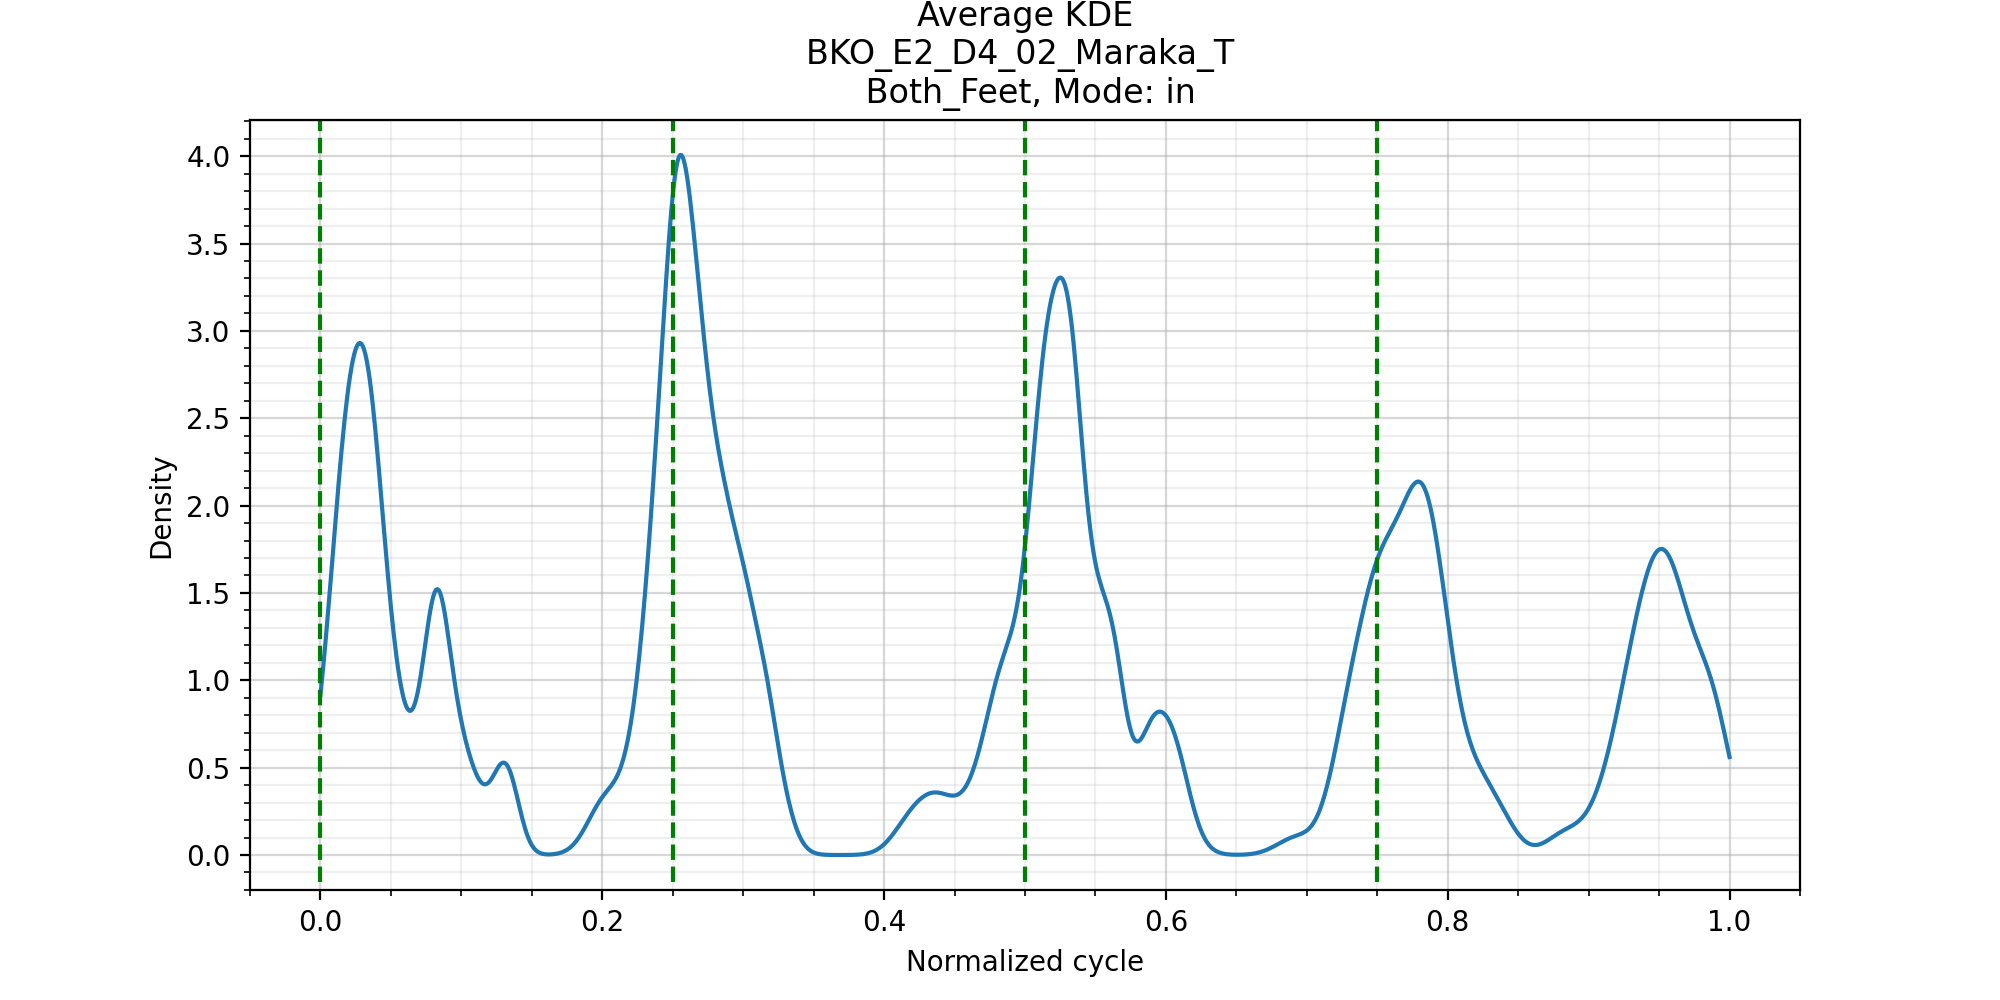 Average KDE
BKO_E2_D4_02_Maraka_T
Both_Feet, Mode: in
4.0
3.5
3.0
2.5
2.0
1.5
1.0
0.5
0.0
Density
0.0 0.2 0.4 0.6 0.8 1.0
Normalized cycle